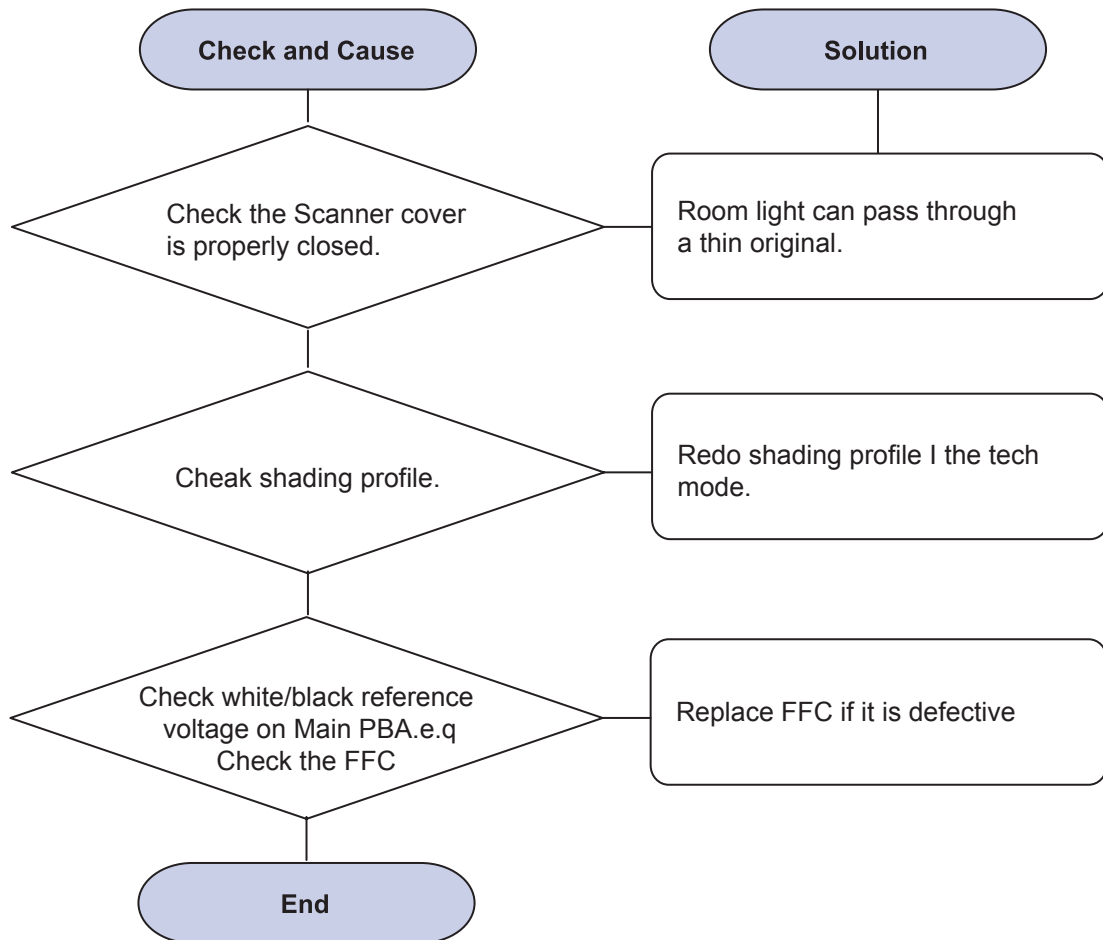 Check and Cause
Solution
Check the Scanner cover
is properly closed.
Room light can pass through
a thin original.
Cheak shading profile.
Redo shading profile I the tech
mode.
Check white/black reference
voltage on Main PBA.e.q
Check the FFC
Replace FFC if it is defective
End